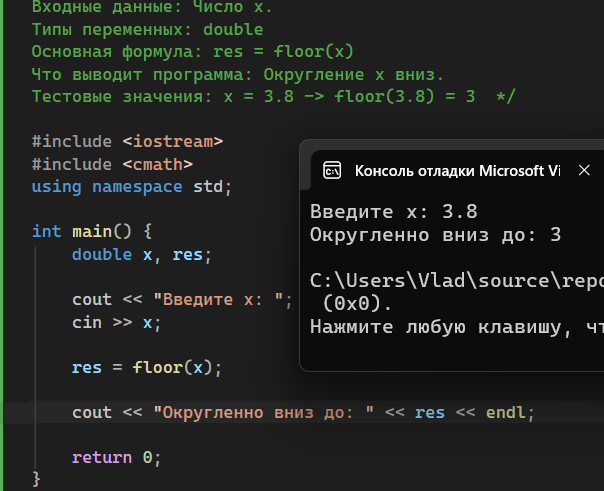 Входные данные: Число x.
Типы переменных: double
Основная формула: res = floor(x)
Что выводит программа: Округление x вниз.
Тестовые значения: x = 3.8 -> floor(3.8) = 3  */
#include <iostream>
#include <cmath>
using namespace std;
int main() {
double x, res;
cout << "Введите x: ";
cin >> x;
res = floor(x);
cout << "Округленно вниз до: " << res << endl;
return 0;
}
Консоль отладки Microsoft Vi
Введите x: 3.8
Округленно вниз до: 3
C:\Users\Vlad\source\repo
(0x0).
Нажмите любую клавишу,